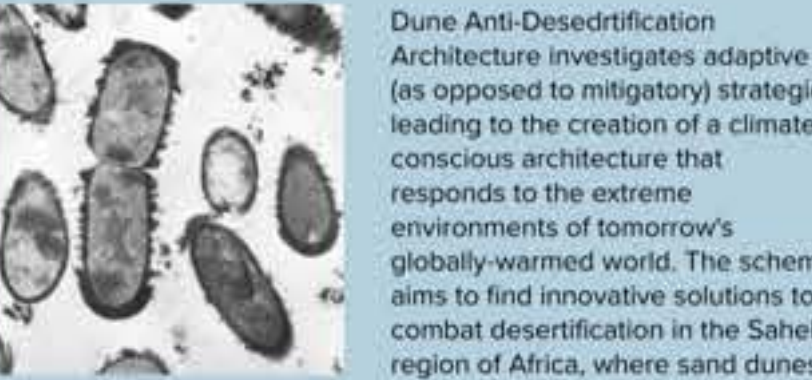 Dune Anti-Desedrtification
Architecture investigates adaptive
(as opposed to mitigatory) strategi
leading to the creation of a climate
conscious architecture that
responds to the extreme
environments of tomorrow's
globally-warmed world. The schem
aims to find innovative solutions to
combat desertification in the Sahe
region of Africa, where sand dunes